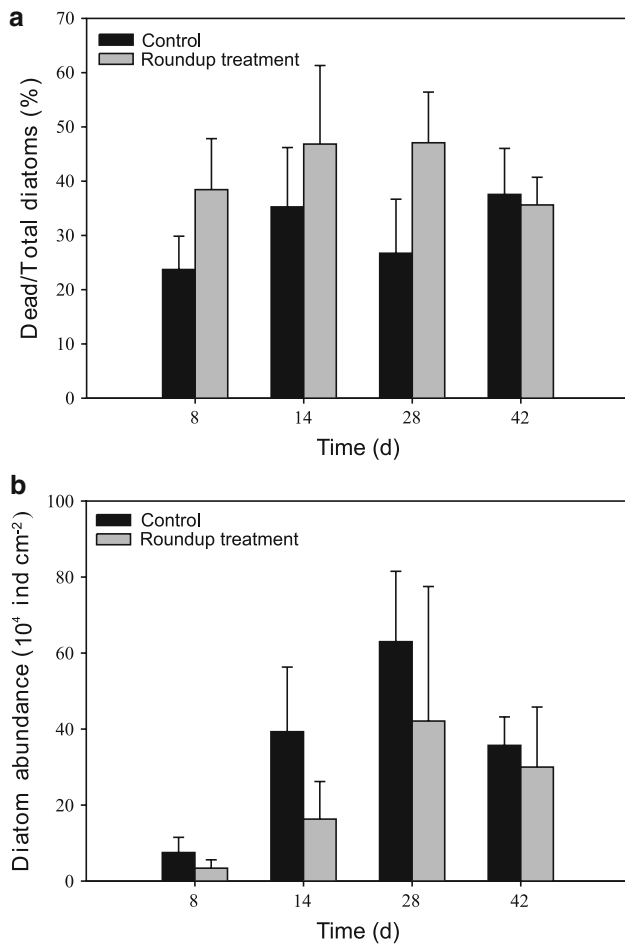 a
70
60
50
40
30
20
10
0
Dead/Total diatoms (%)
Control
Roundup treatment
8 14 28 42
Time (d)
b
100
80
60
40
20
0
Diatom abundance (10⁴ ind cm⁻²)
Control
Roundup treatment
8 14 28 42
Time (d)